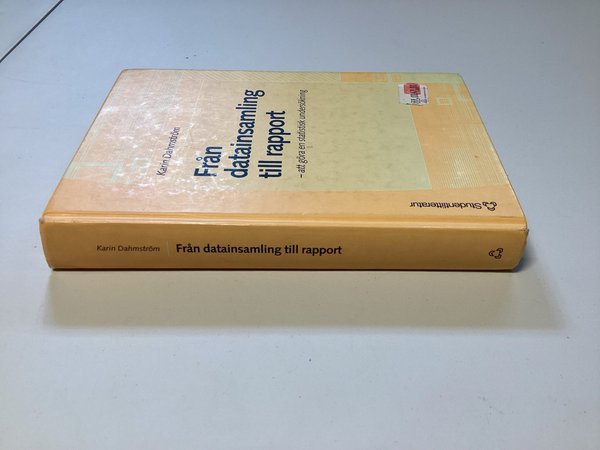 Karin Dahmström
Från
datainsamling
till rapport
– att göra en statistisk undersökning
Studentlitteratur
Karin Dahmström
Från datainsamling till rapport